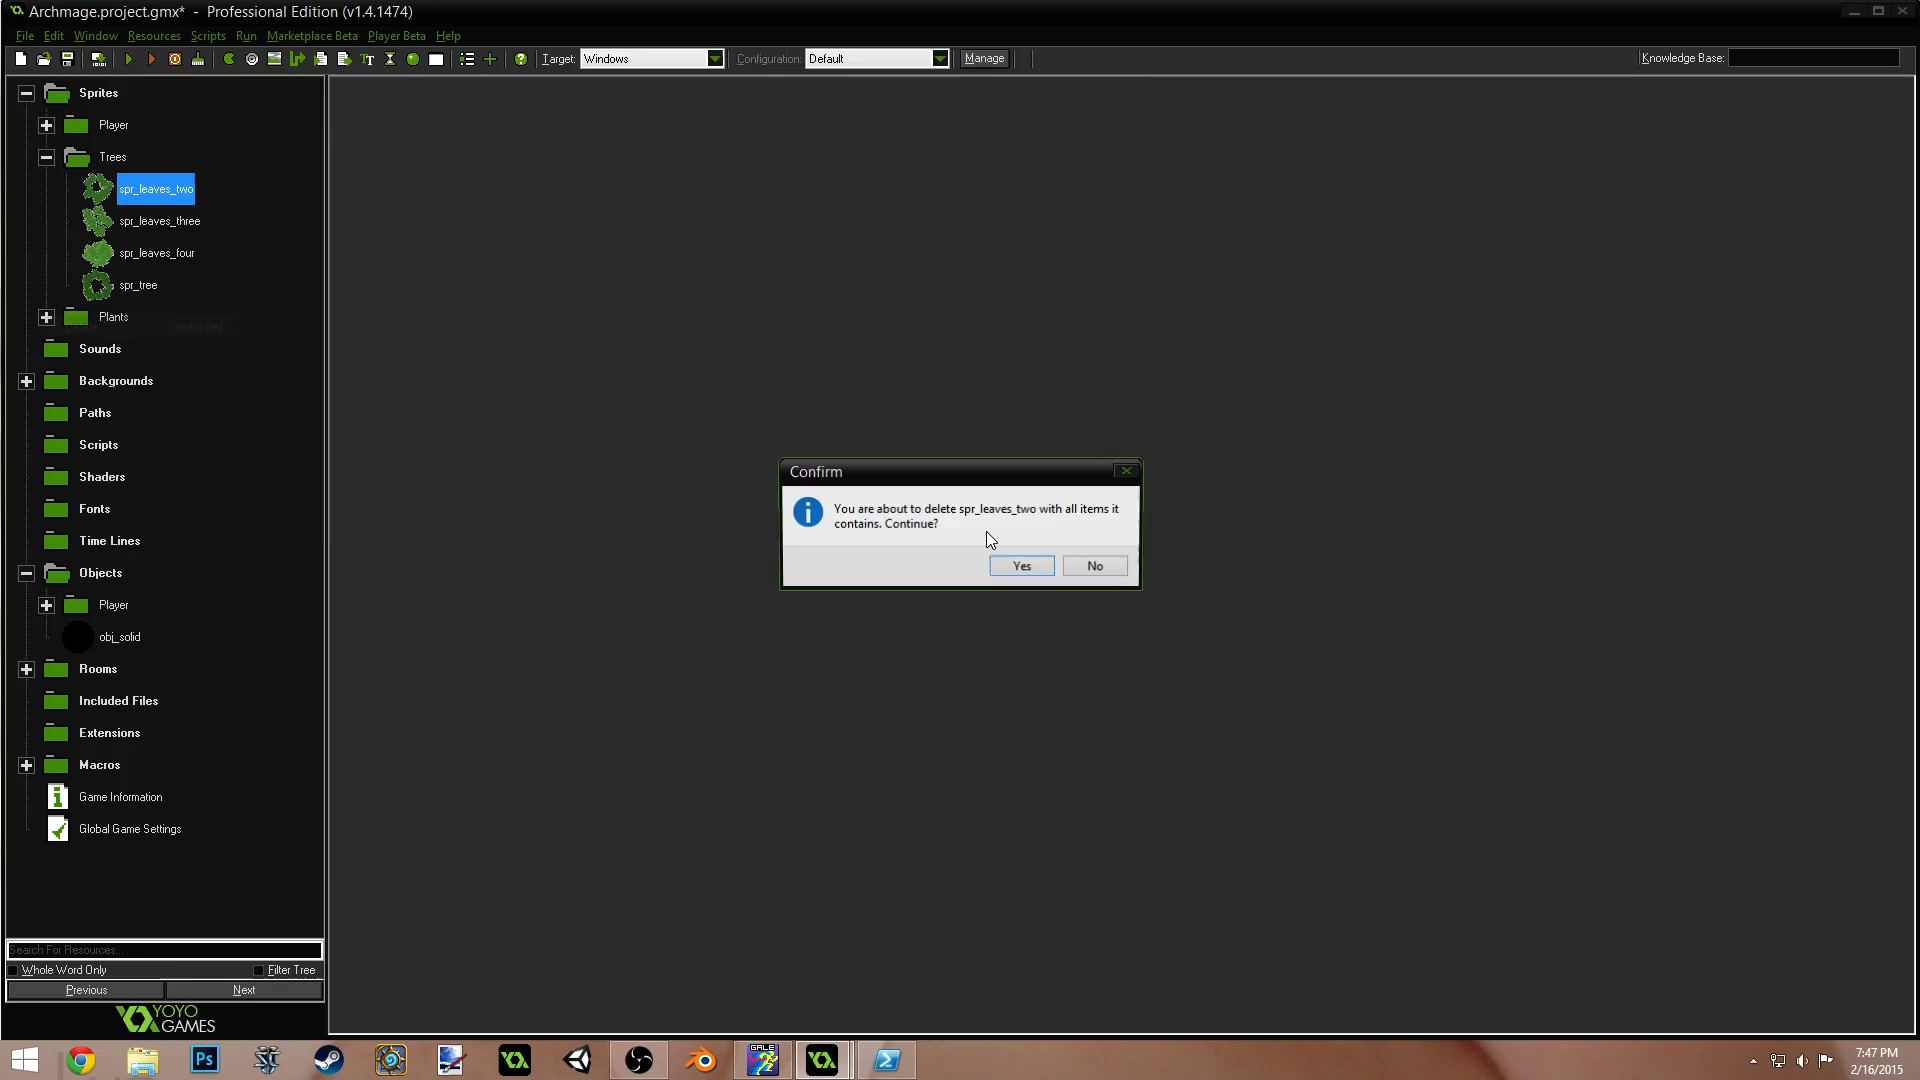 Archmage.project.gmx* - Professional Edition (v1.4.1474)
File Edit Window Resources Scripts Run Marketplace Beta Player Beta Help
Target: Windows Configuration: Default Manage Knowledge Base:
Sprites
Player
Trees
spr_leaves_two
spr_leaves_three
spr_leaves_four
spr_tree
Plants
Sounds
Backgrounds
Paths
Scripts
Shaders
Fonts
Time Lines
Objects
Player
obj_solid
Rooms
Included Files
Extensions
Macros
Game Information
Global Game Settings
Confirm
You are about to delete spr_leaves_two with all items it
contains. Continue?
Yes No
Search For Resources...
Whole Word Only Filter Tree
Previous Next
YOYO
GAMES
Ps
GALE
7:47 PM
2/16/2015